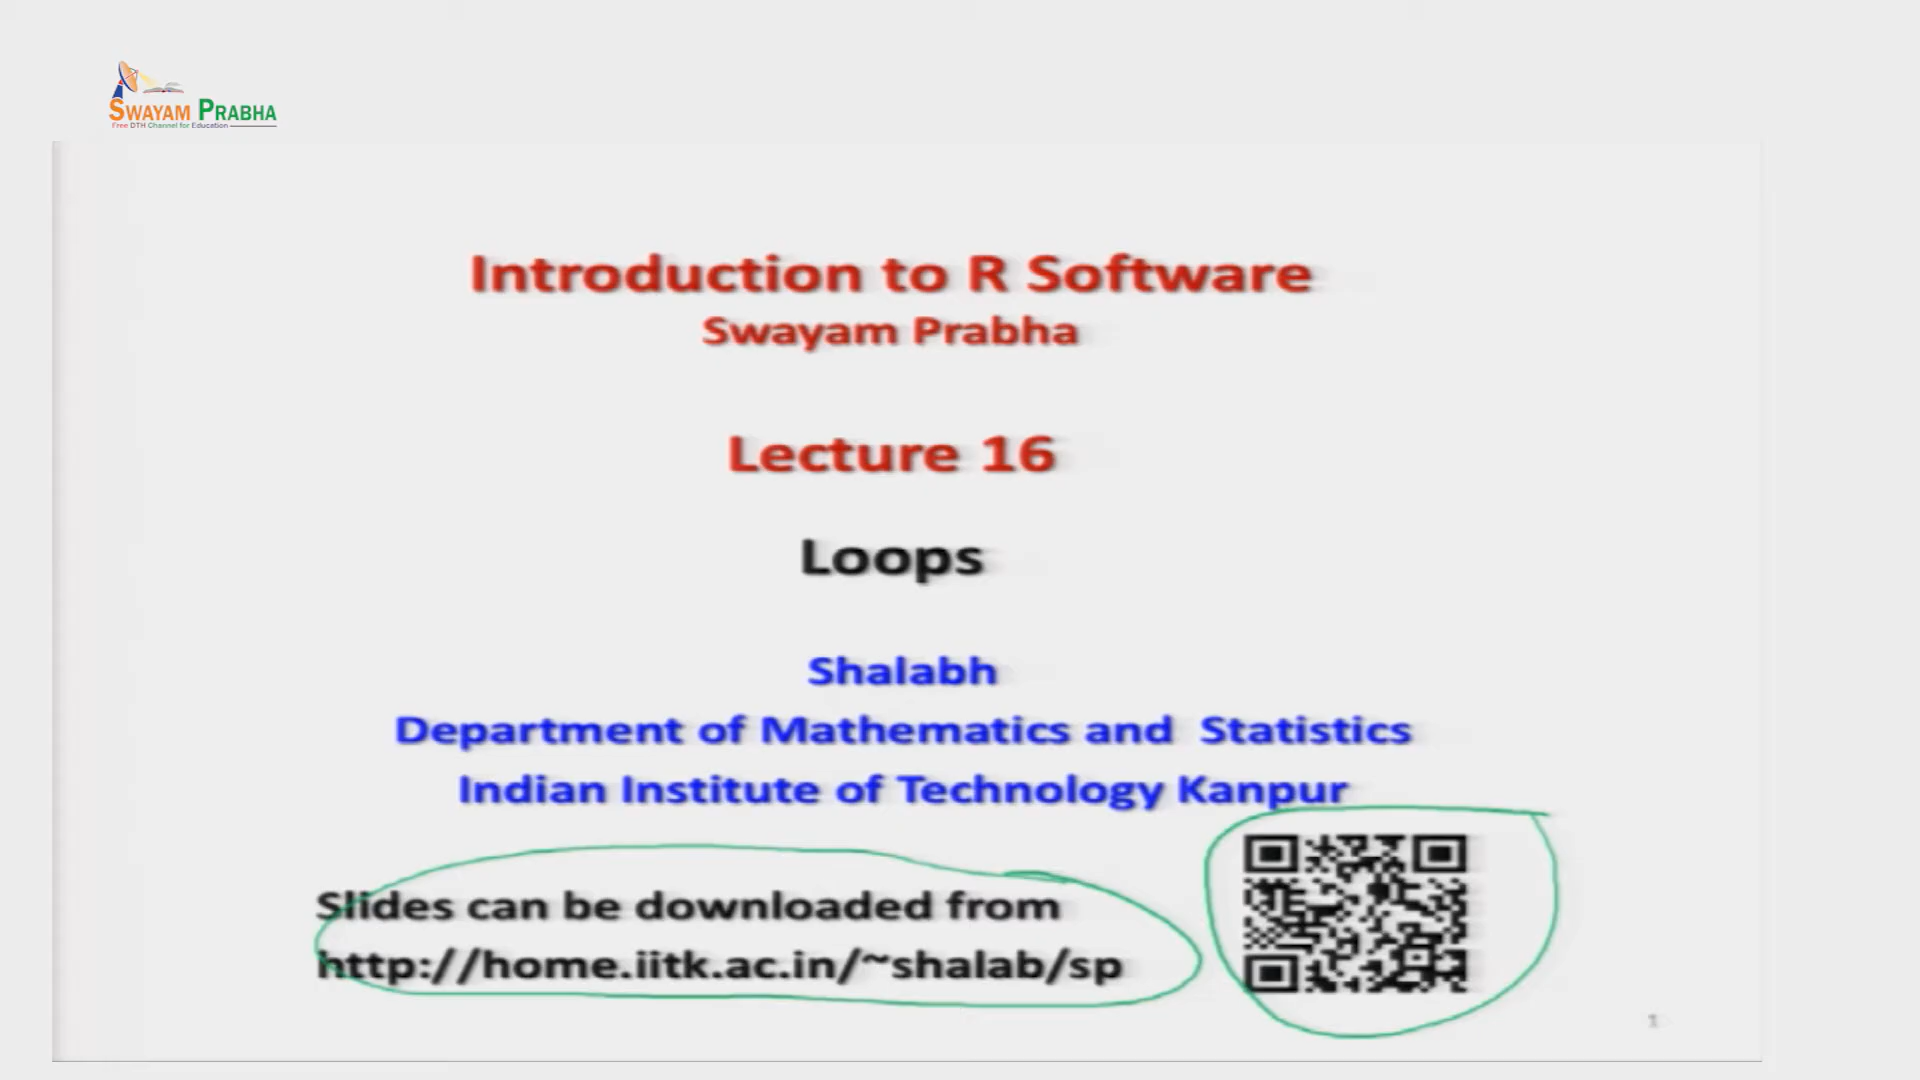 SWAYAM PRABHA
Free DTH Channel for Education
Introduction to R Software
Swayam Prabha
Lecture 16
Loops
Shalabh
Department of Mathematics and Statistics
Indian Institute of Technology Kanpur
Slides can be downloaded from
http://home.iitk.ac.in/~shalab/sp
1